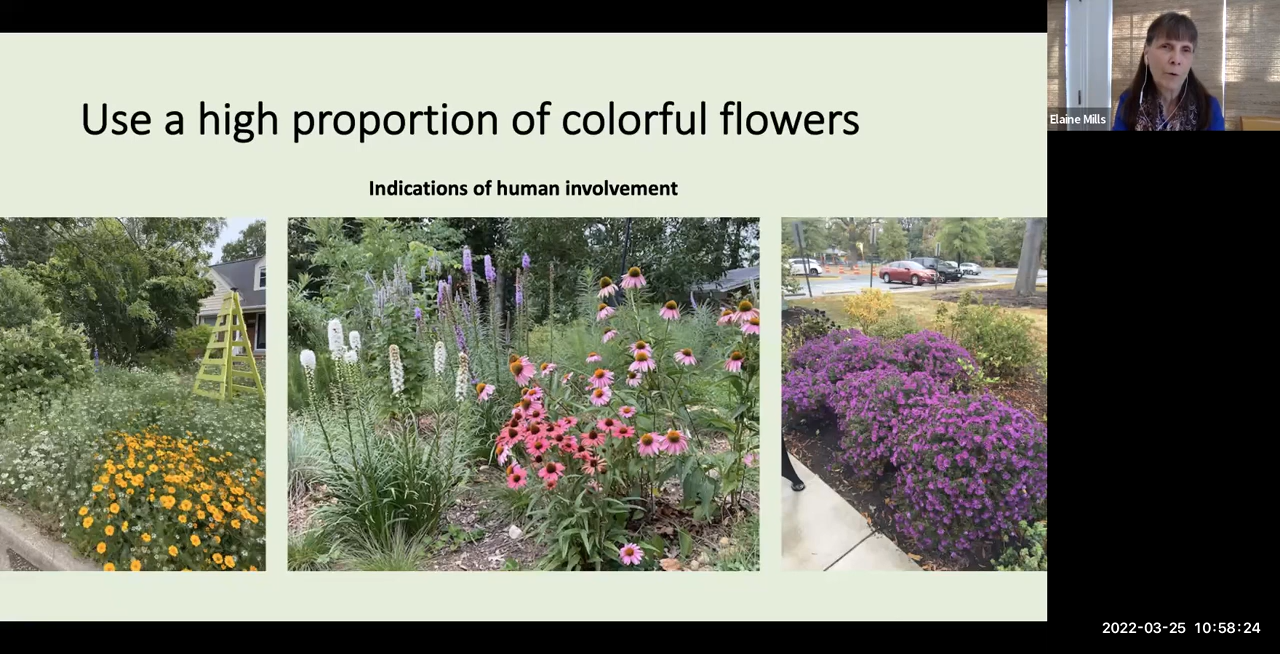 Use a high proportion of colorful flowers
Indications of human involvement
Elaine Mills
2022-03-25 10:58:24